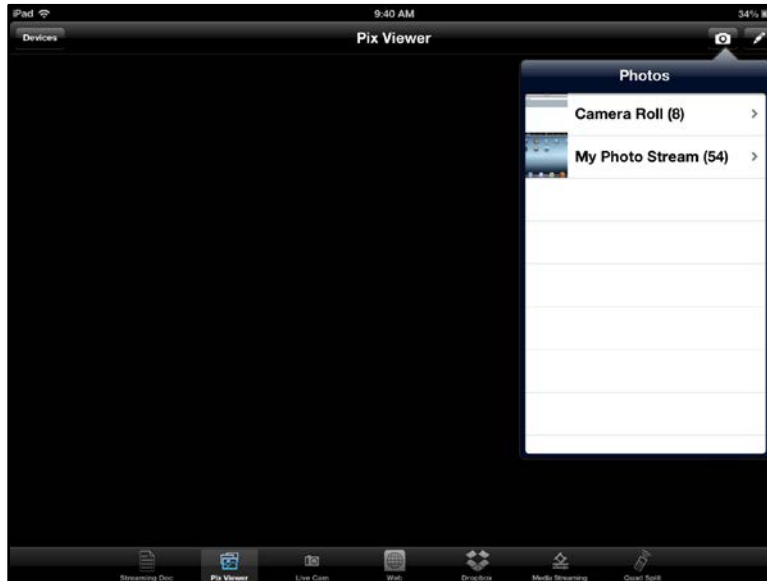 iPad 9:40 AM 34%
Devices Pix Viewer
Photos
Camera Roll (8)
My Photo Stream (54)
Streaming Doc Pix Viewer Live Cam Web Dropbox Media Streaming Quad Split